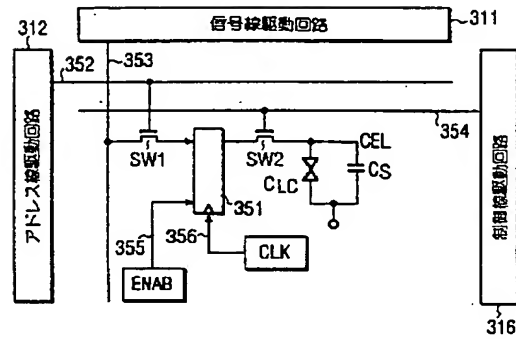 信号線駆動回路
311
312
352
353
アドレス線駆動回路
354
SW1
SW2
CEL
CLC
CS
351
355
356
CLK
ENAB
制御線駆動回路
316